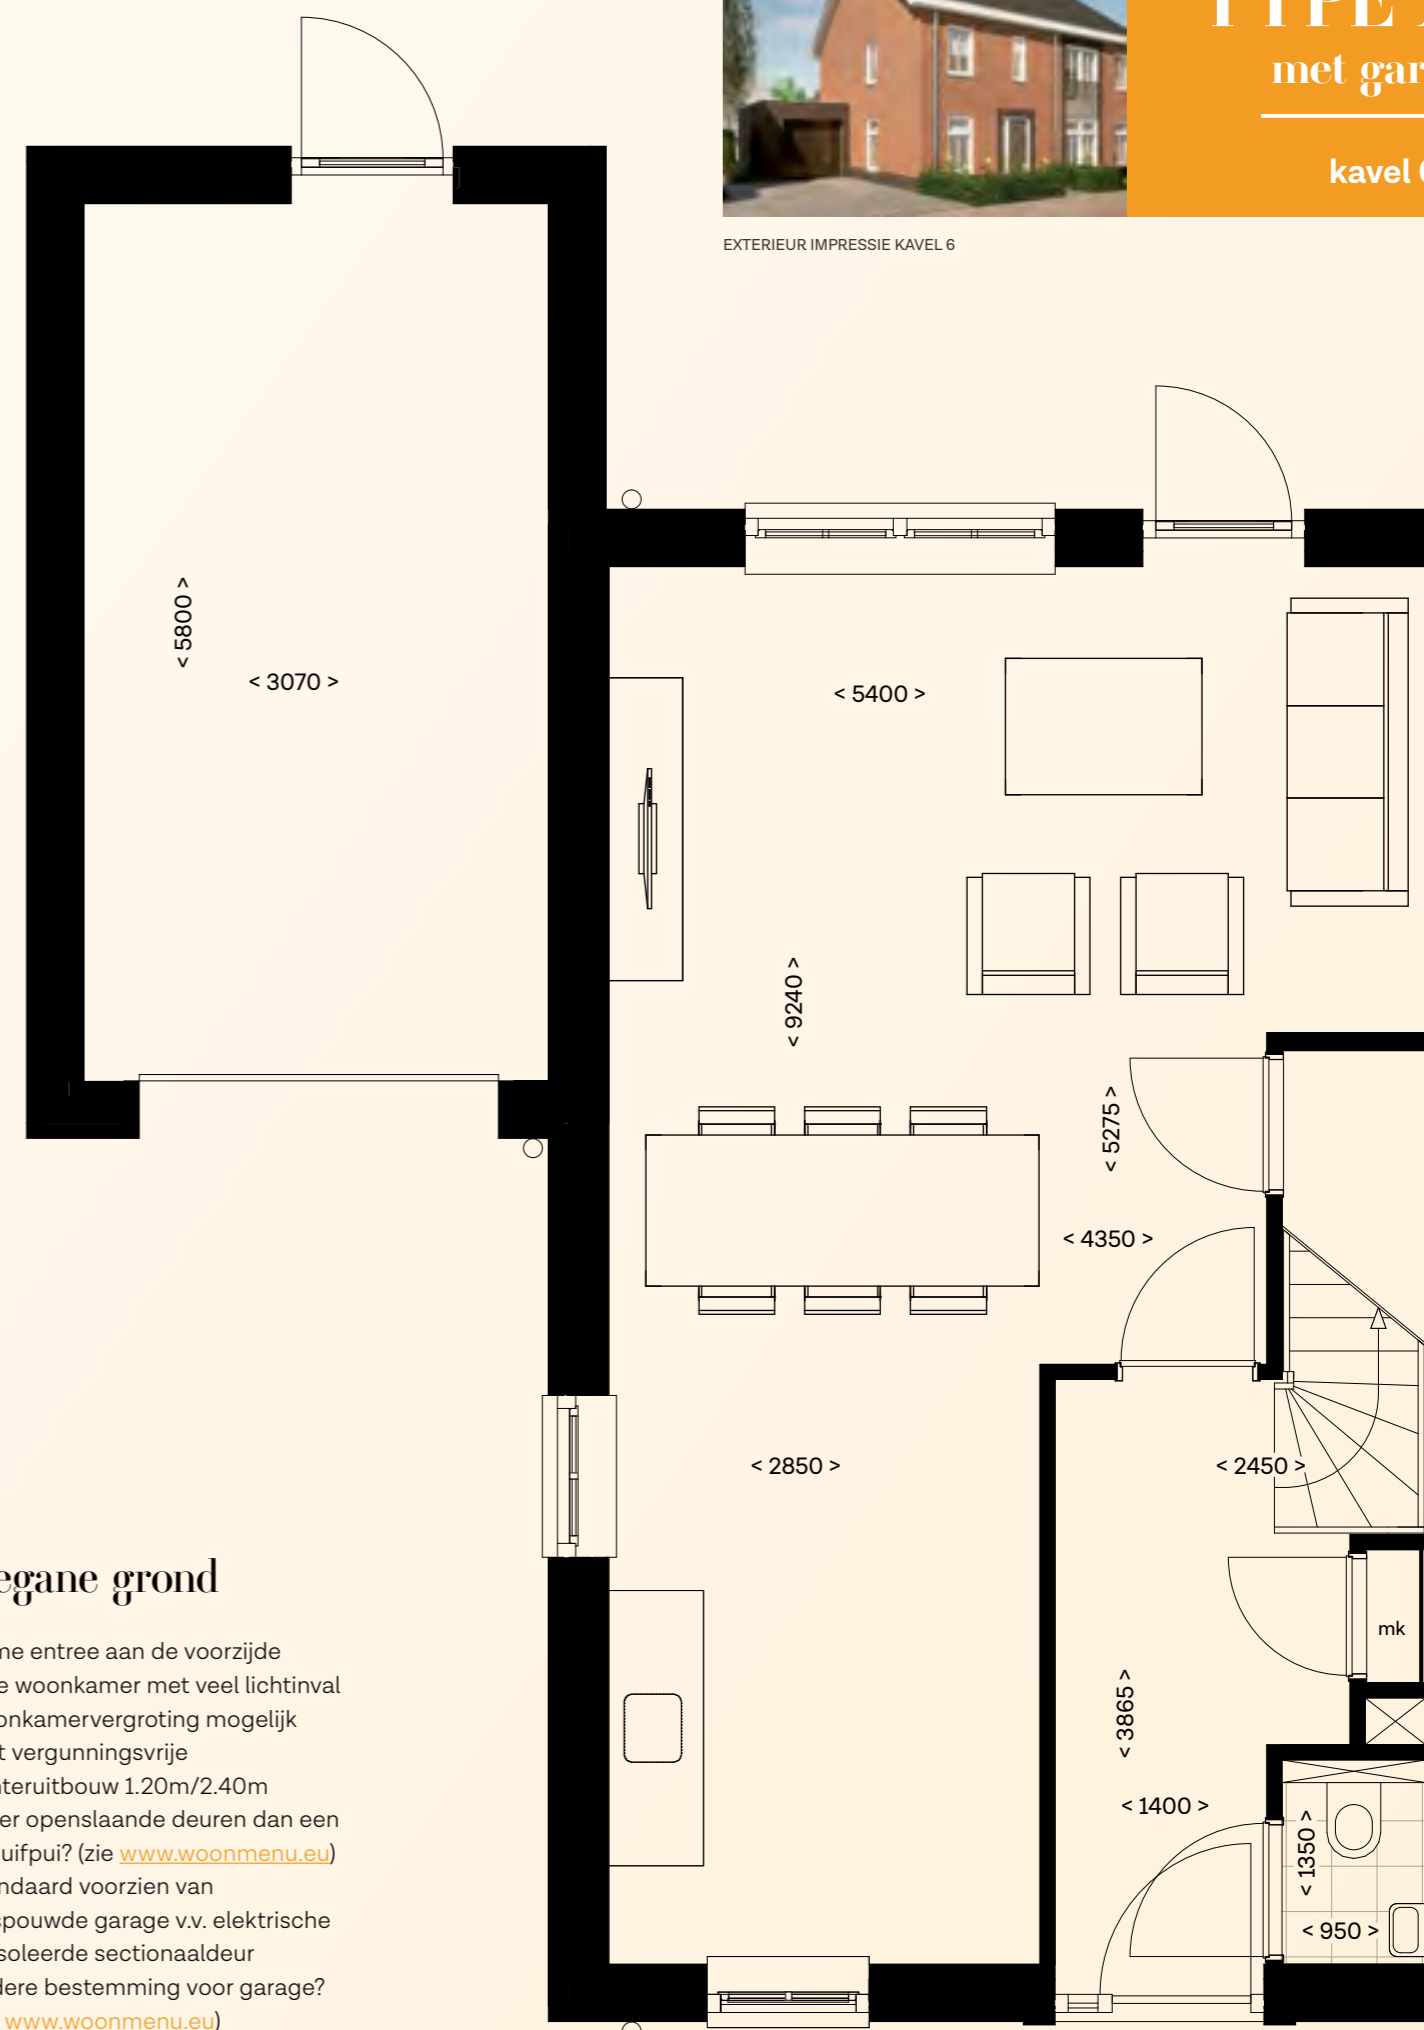 met gar
kavel
EXTERIEUR IMPRESSIE KAVEL 6
< 5800 >
< 3070 >
< 5400 >
< 9240 >
< 5275 >
< 4350 >
< 2850 >
< 2450 >
mk
< 3865 >
< 1400 >
< 1350 >
< 950 >
egane grond
me entree aan de voorzijde
e woonkamer met veel lichtinval
onkamervergroting mogelijk
t vergunningsvrije
hteruitbouw 1.20m/2.40m
er openslaande deuren dan een
uifpui? (zie www.woonmenu.eu)
ndaard voorzien van
spouwde garage v.v. elektrische
soleerde sectionaaldeur
dere bestemming voor garage?
www.woonmenu.eu)